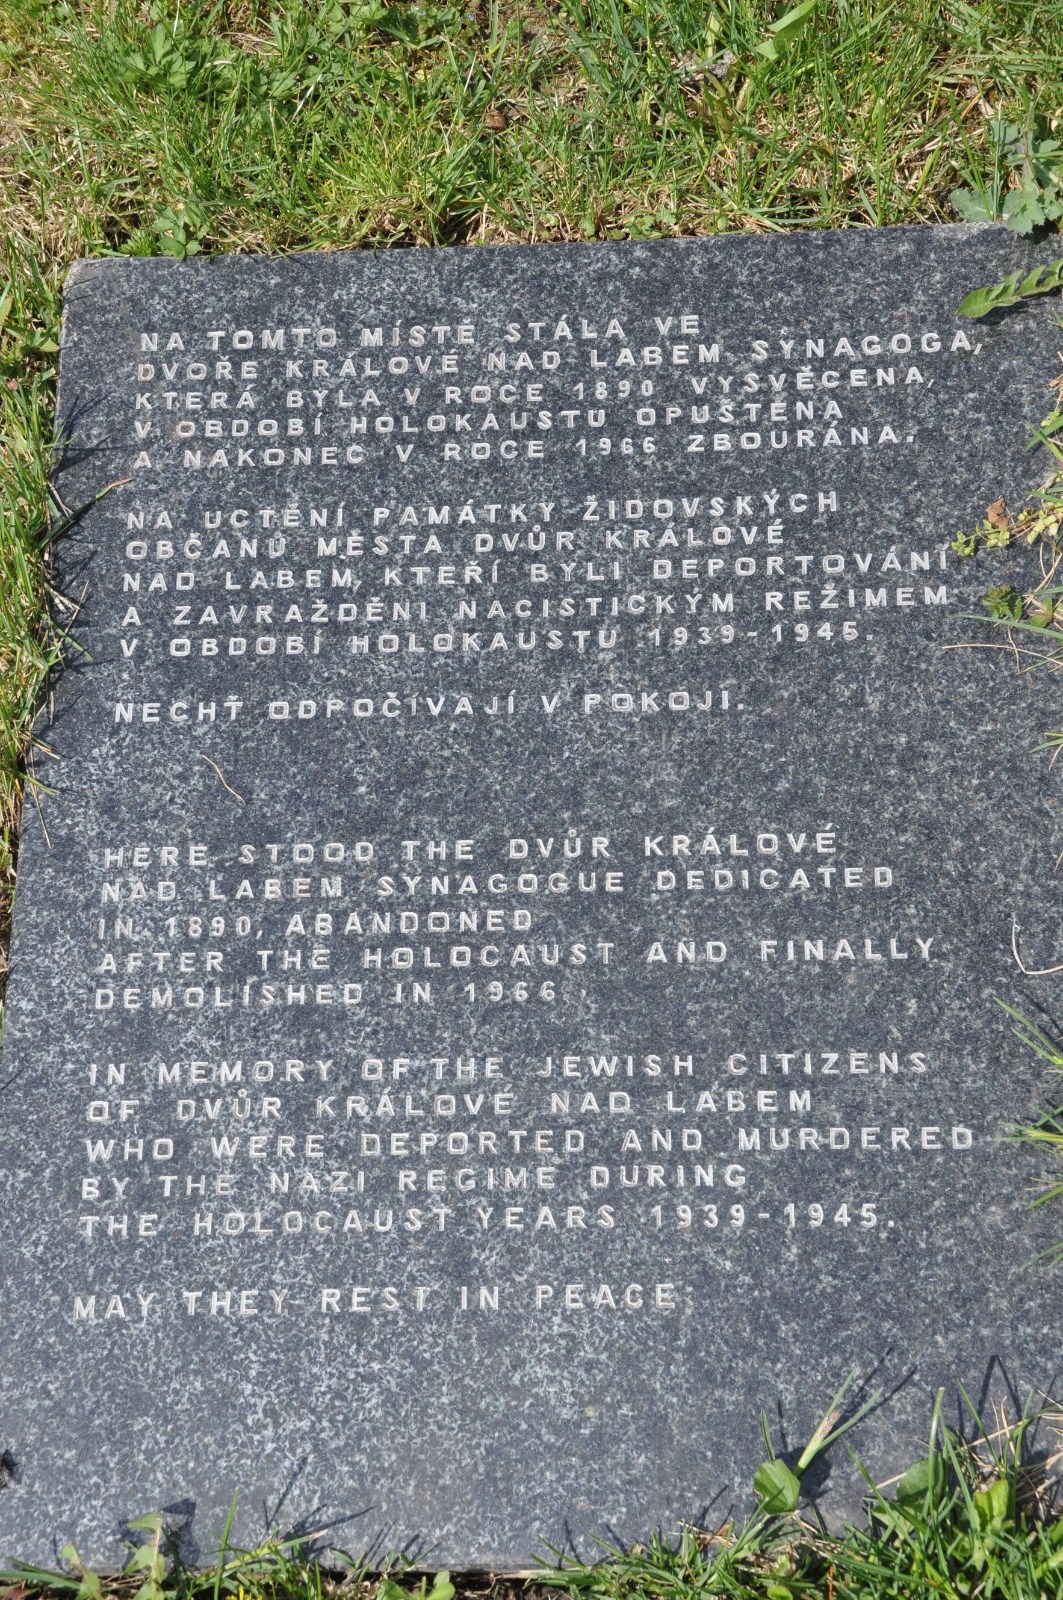 NA TOMTO MÍSTĚ STÁLA VE
DVOŘE KRÁLOVÉ NAD LABEM SYNAGOGA,
KTERÁ BYLA V ROCE 1890 VYSVĚCENA,
V OBDOBÍ HOLOKAUSTU OPUŠTĚNA
A NAKONEC V ROCE 1966 ZBOURÁNA.
NA UCTĚNÍ PAMÁTKY ŽIDOVSKÝCH
OBČANŮ MĚSTA DVŮR KRÁLOVÉ
NAD LABEM, KTEŘÍ BYLI DEPORTOVÁNI
A ZAVRAŽDĚNI NACISTICKÝM REŽIMEM
V OBDOBÍ HOLOKAUSTU 1939-1945.
NECHŤ ODPOČÍVAJÍ V POKOJI.
HERE STOOD THE DVŮR KRÁLOVÉ
NAD LABEM SYNAGOGUE DEDICATED
IN 1890, ABANDONED
AFTER THE HOLOCAUST AND FINALLY
DEMOLISHED IN 1966.
IN MEMORY OF THE JEWISH CITIZENS
OF DVŮR KRÁLOVÉ NAD LABEM
WHO WERE DEPORTED AND MURDERED
BY THE NAZI REGIME DURING
THE HOLOCAUST YEARS 1939-1945.
MAY THEY REST IN PEACE.